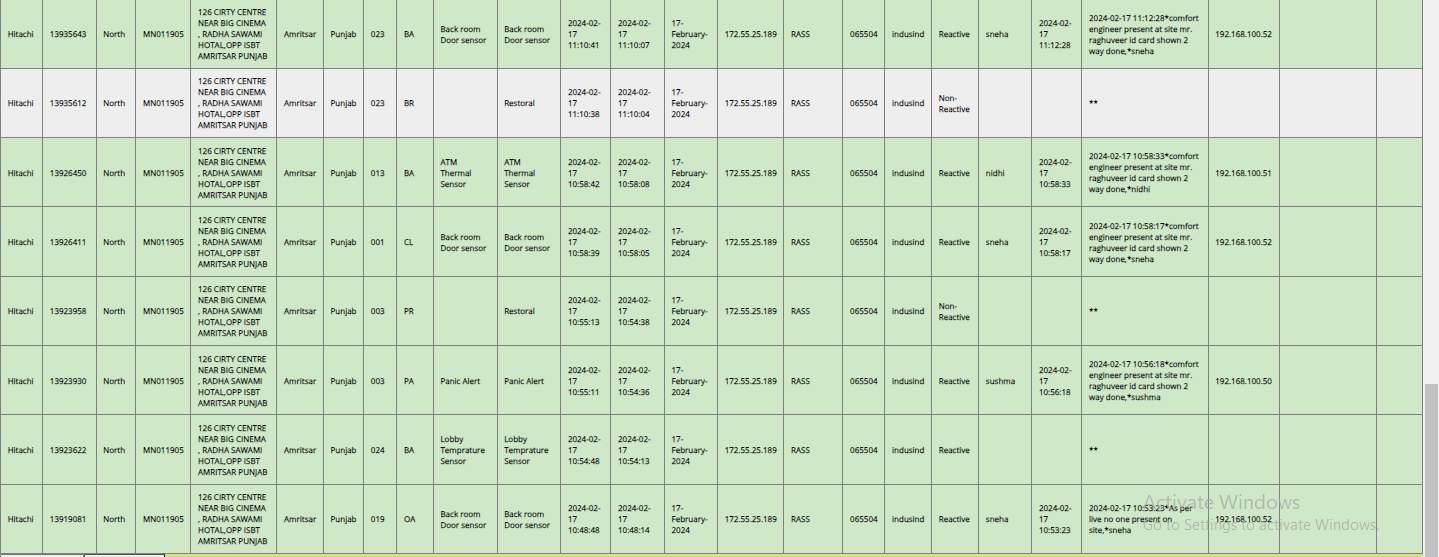 Hitachi 13935643 North MN011905 126 CIRTY CENTRE NEAR BIG CINEMA , RADHA SAWAMI HOTAL,OPP ISBT AMRITSAR PUNJAB Amritsar Punjab 023 BA Back room Door sensor Back room Door sensor 2024-02-17 11:10:41 2024-02-17 11:10:07 17-February-2024 172.55.25.189 RASS 065504 indusind Reactive sneha 2024-02-17 11:12:28 2024-02-17 11:12:28*comfort engineer present at site mr. raghuveer id card shown 2 way done,*sneha 192.168.100.52
Hitachi 13935612 North MN011905 126 CIRTY CENTRE NEAR BIG CINEMA , RADHA SAWAMI HOTAL,OPP ISBT AMRITSAR PUNJAB Amritsar Punjab 023 BR Restoral 2024-02-17 11:10:38 2024-02-17 11:10:04 17-February-2024 172.55.25.189 RASS 065504 indusind Non-Reactive **
Hitachi 13926450 North MN011905 126 CIRTY CENTRE NEAR BIG CINEMA , RADHA SAWAMI HOTAL,OPP ISBT AMRITSAR PUNJAB Amritsar Punjab 013 BA ATM Thermal Sensor ATM Thermal Sensor 2024-02-17 10:58:42 2024-02-17 10:58:08 17-February-2024 172.55.25.189 RASS 065504 indusind Reactive nidhi 2024-02-17 10:58:33 2024-02-17 10:58:33*comfort engineer present at site mr. raghuveer id card shown 2 way done,*nidhi 192.168.100.51
Hitachi 13926411 North MN011905 126 CIRTY CENTRE NEAR BIG CINEMA , RADHA SAWAMI HOTAL,OPP ISBT AMRITSAR PUNJAB Amritsar Punjab 001 CL Back room Door sensor Back room Door sensor 2024-02-17 10:58:39 2024-02-17 10:58:05 17-February-2024 172.55.25.189 RASS 065504 indusind Reactive sneha 2024-02-17 10:58:17 2024-02-17 10:58:17*comfort engineer present at site mr. raghuveer id card shown 2 way done,*sneha 192.168.100.52
Hitachi 13923958 North MN011905 126 CIRTY CENTRE NEAR BIG CINEMA , RADHA SAWAMI HOTAL,OPP ISBT AMRITSAR PUNJAB Amritsar Punjab 003 PR Restoral 2024-02-17 10:55:13 2024-02-17 10:54:38 17-February-2024 172.55.25.189 RASS 065504 indusind Non-Reactive **
Hitachi 13923930 North MN011905 126 CIRTY CENTRE NEAR BIG CINEMA , RADHA SAWAMI HOTAL,OPP ISBT AMRITSAR PUNJAB Amritsar Punjab 003 PA Panic Alert Panic Alert 2024-02-17 10:55:11 2024-02-17 10:54:36 17-February-2024 172.55.25.189 RASS 065504 indusind Reactive sushma 2024-02-17 10:56:18 2024-02-17 10:56:18*comfort engineer present at site mr. raghuveer id card shown 2 way done,*sushma 192.168.100.50
Hitachi 13923622 North MN011905 126 CIRTY CENTRE NEAR BIG CINEMA , RADHA SAWAMI HOTAL,OPP ISBT AMRITSAR PUNJAB Amritsar Punjab 024 BA Lobby Temprature Sensor Lobby Temprature Sensor 2024-02-17 10:54:48 2024-02-17 10:54:13 17-February-2024 172.55.25.189 RASS 065504 indusind Reactive **
Hitachi 13919081 North MN011905 126 CIRTY CENTRE NEAR BIG CINEMA , RADHA SAWAMI HOTAL,OPP ISBT AMRITSAR PUNJAB Amritsar Punjab 019 OA Back room Door sensor Back room Door sensor 2024-02-17 10:48:48 2024-02-17 10:48:14 17-February-2024 172.55.25.189 RASS 065504 indusind Reactive sneha 2024-02-17 10:53:23 2024-02-17 10:53:23*As per live no one present on site,*sneha 192.168.100.52
Activate Windows
Go to Settings to activate Windows.